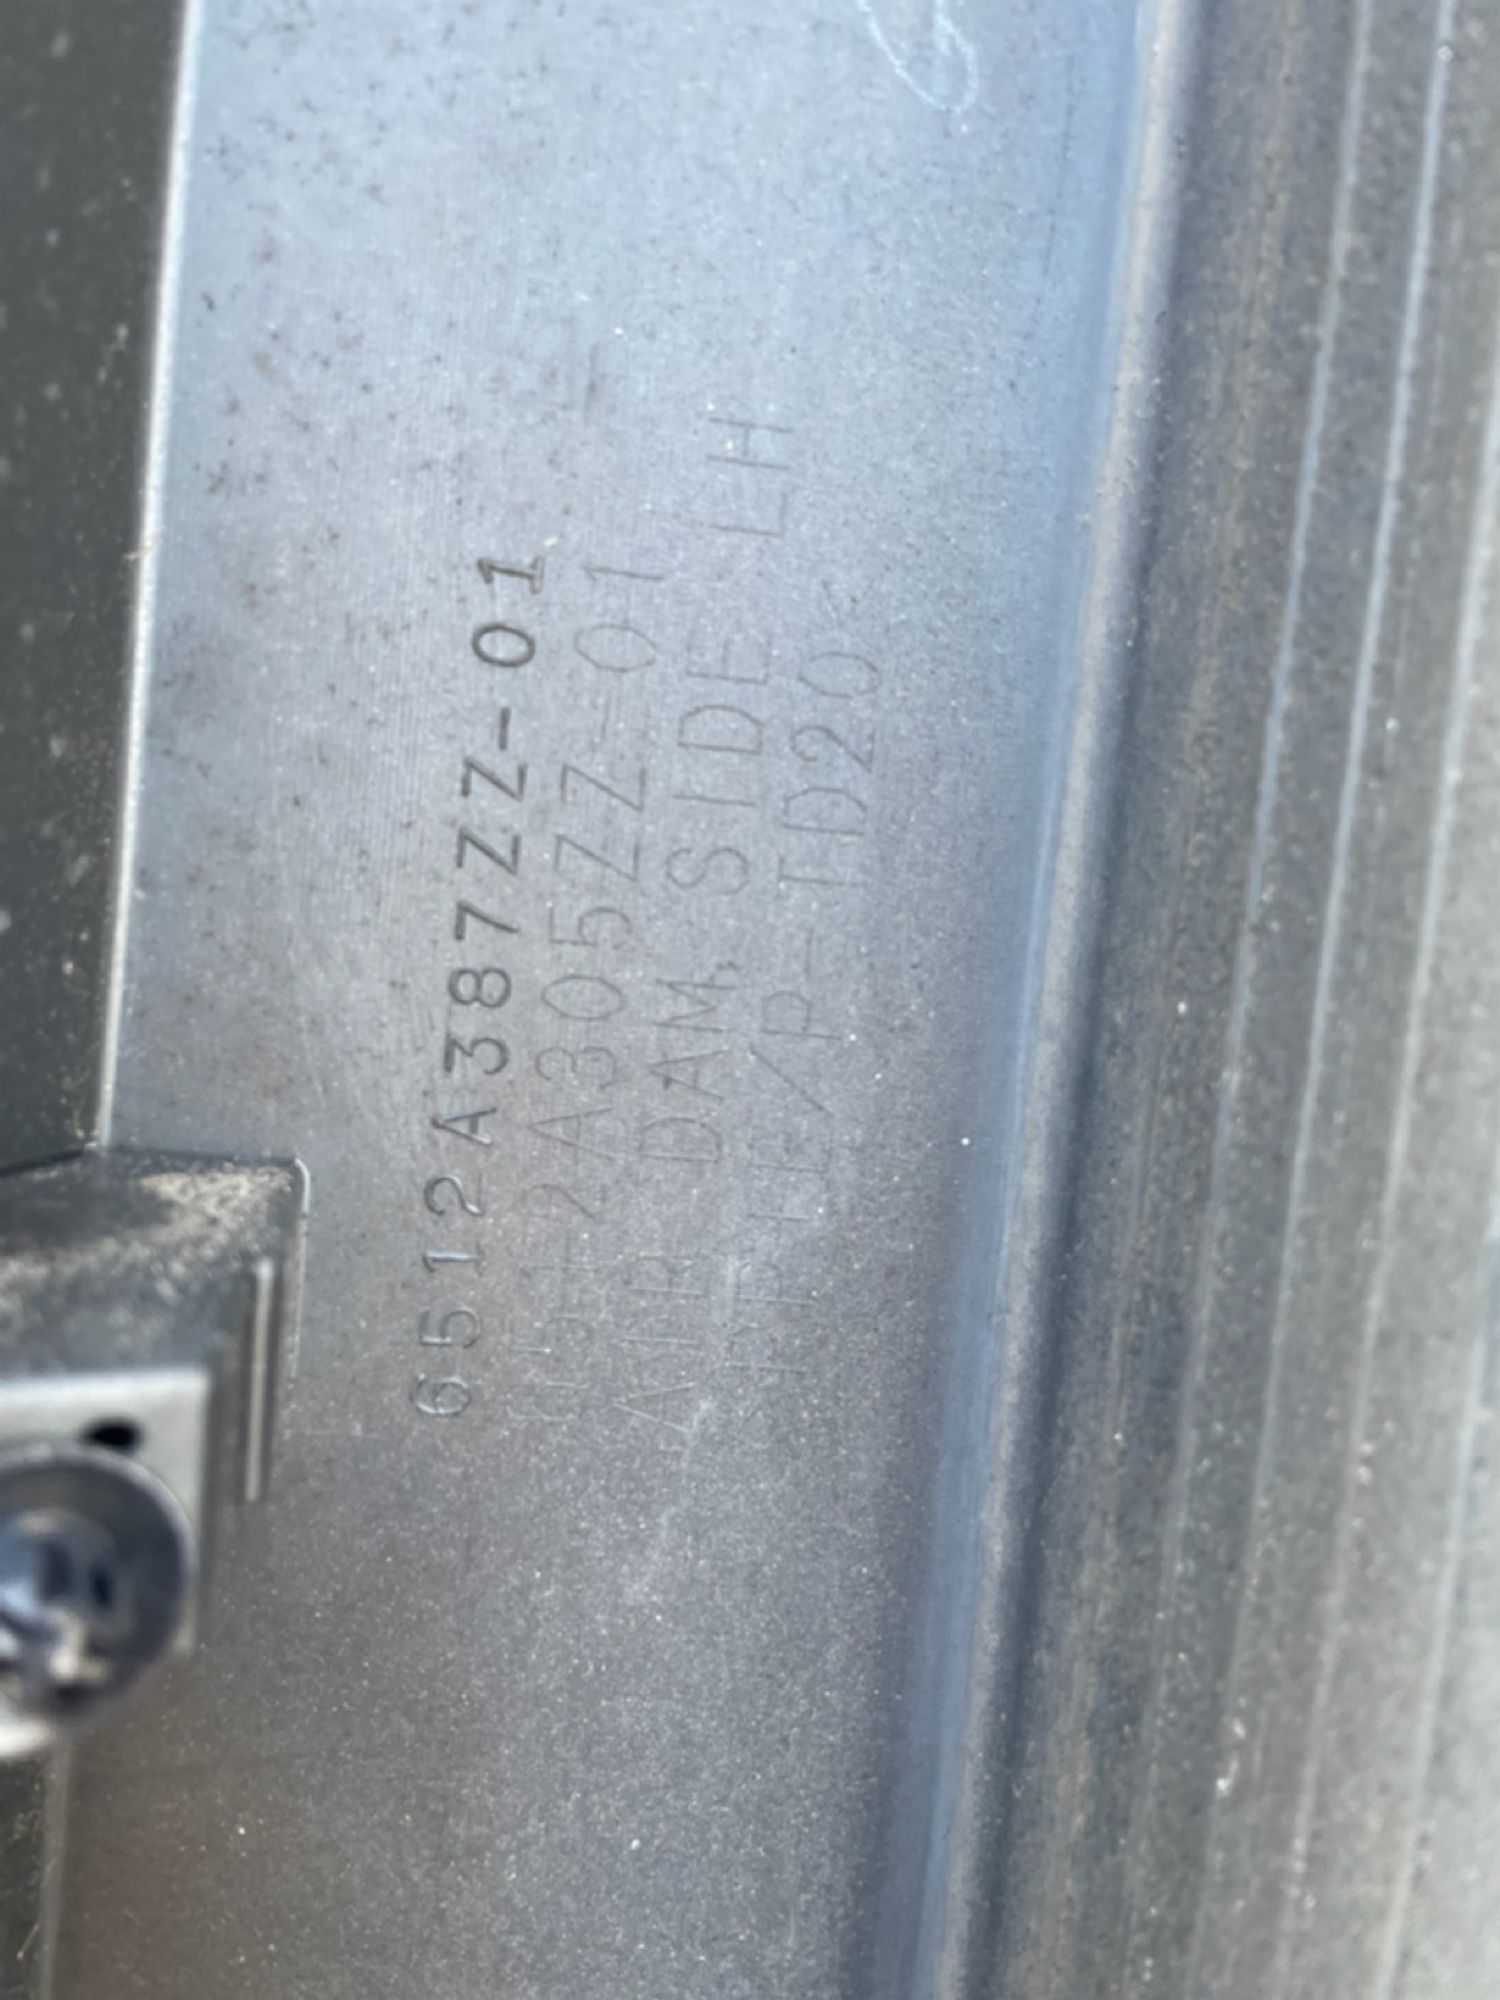 6512A387ZZ-01
6512A305ZZ-01
AIR DAM, SIDE LH
PP+E/P-TD20